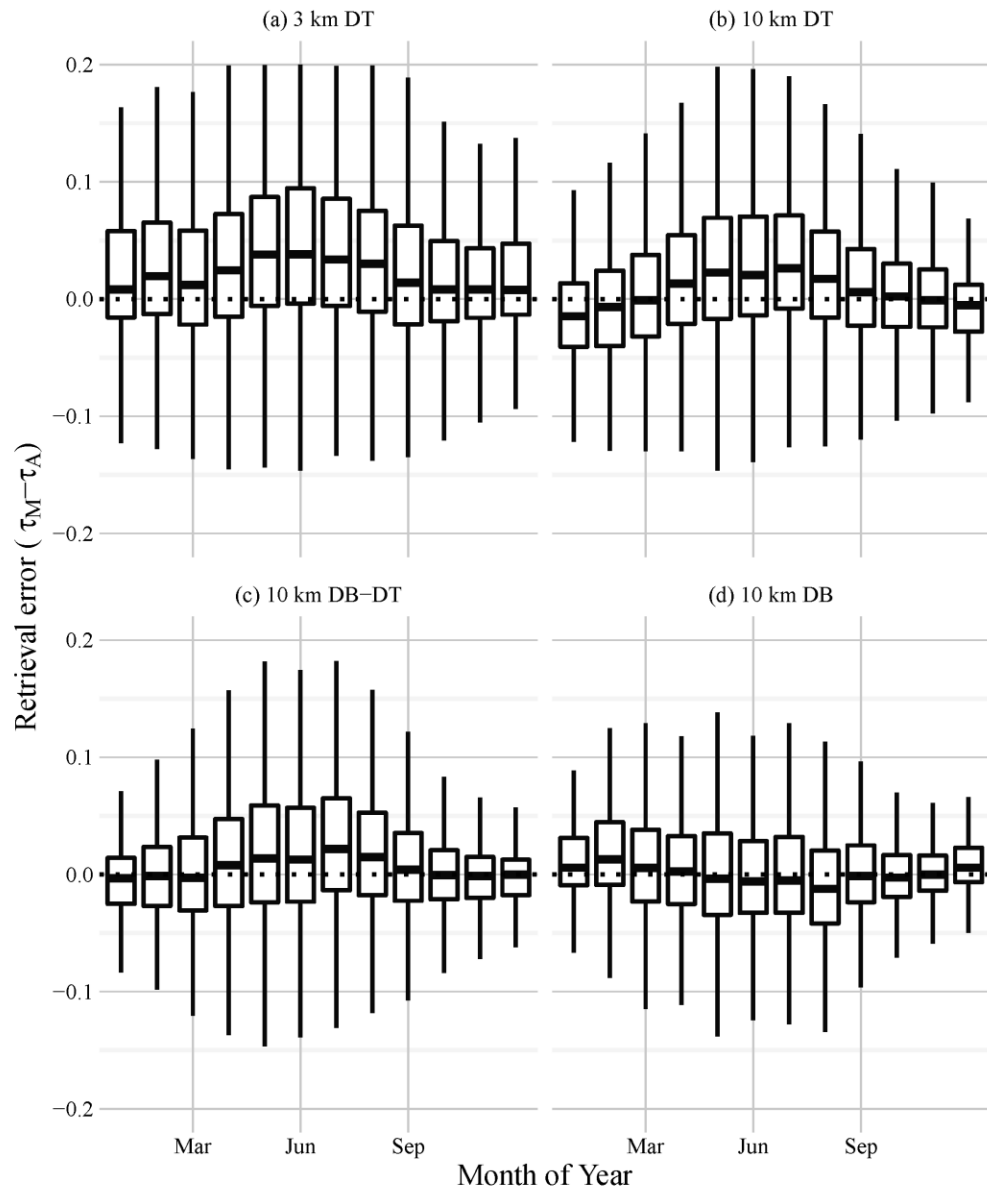 (a) 3 km DT
(b) 10 km DT
0.2
0.1
0.0
−0.1
−0.2
(c) 10 km DB−DT
(d) 10 km DB
0.2
0.1
0.0
−0.1
−0.2
Retrieval error ( τM−τA)
Mar
Jun
Sep
Mar
Jun
Sep
Month of Year